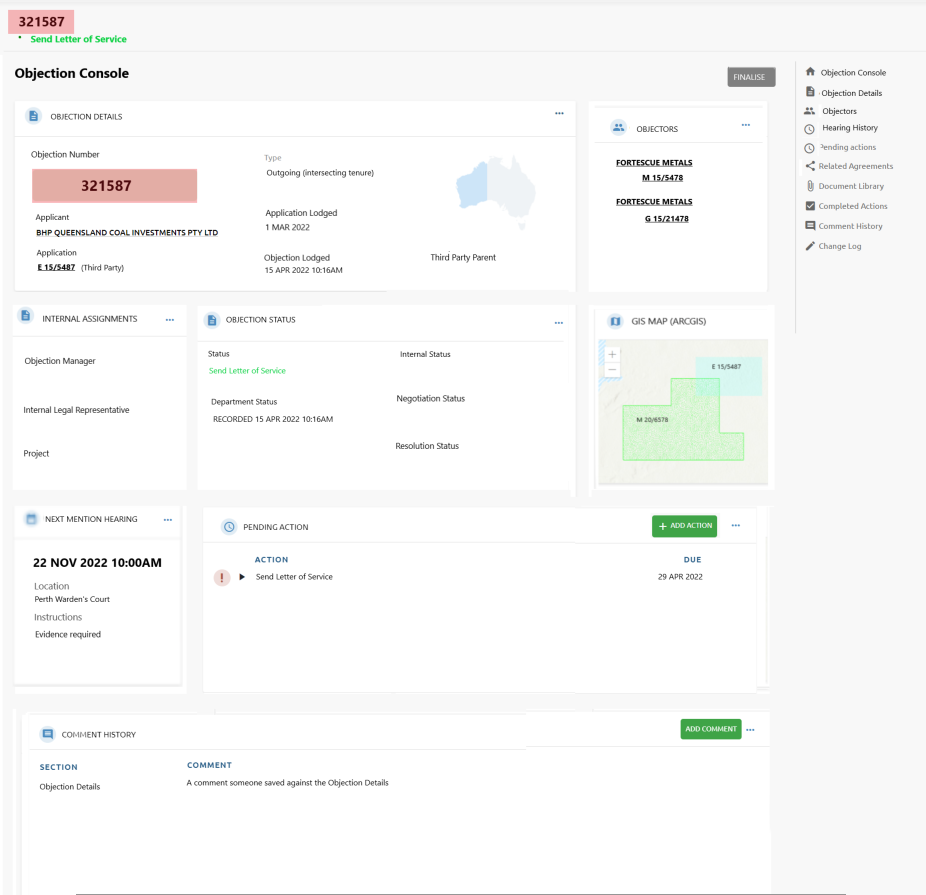 321587
Send Letter of Service
Objection Console
FINALISE
Objection Console
Objection Details
Objectors
Hearing History
Pending actions
Related Agreements
Document Library
Completed Actions
Comment History
Change Log
OBJECTION DETAILS
Objection Number
321587
Applicant
BHP QUEENSLAND COAL INVESTMENTS PTY LTD
Application
E 15/5487 (Third Party)
Type
Outgoing (intersecting tenure)
Application Lodged
1 MAR 2022
Objection Lodged
15 APR 2022 10:16AM
Third Party Parent
OBJECTORS
FORTESCUE METALS
M 15/5478
FORTESCUE METALS
G 15/21478
INTERNAL ASSIGNMENTS
Objection Manager
Internal Legal Representative
Project
OBJECTION STATUS
Status
Send Letter of Service
Department Status
RECORDED 15 APR 2022 10:16AM
Internal Status
Negotiation Status
Resolution Status
GIS MAP (ARCGIS)
E 15/5487
M 20/6578
NEXT MENTION HEARING
22 NOV 2022 10:00AM
Location
Perth Warden's Court
Instructions
Evidence required
PENDING ACTION
+ ADD ACTION
ACTION DUE
! Send Letter of Service 29 APR 2022
COMMENT HISTORY
ADD COMMENT
SECTION COMMENT
Objection Details A comment someone saved against the Objection Details